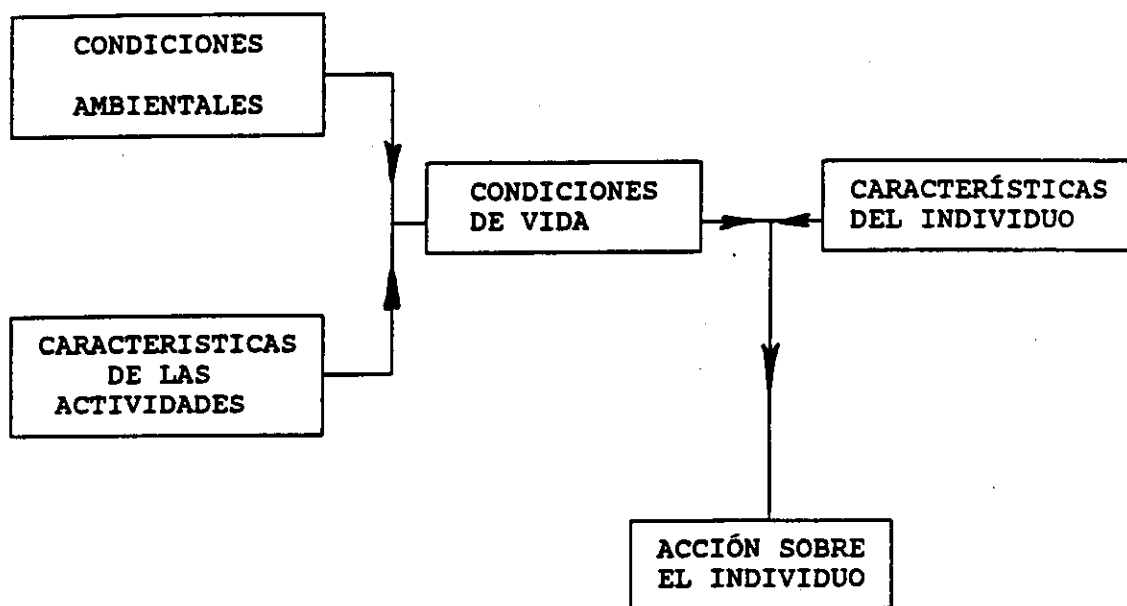 CONDICIONES
AMBIENTALES
CONDICIONES
DE VIDA
CARACTERÍSTICAS
DEL INDIVIDUO
CARACTERISTICAS
DE LAS
ACTIVIDADES
ACCIÓN SOBRE
EL INDIVIDUO